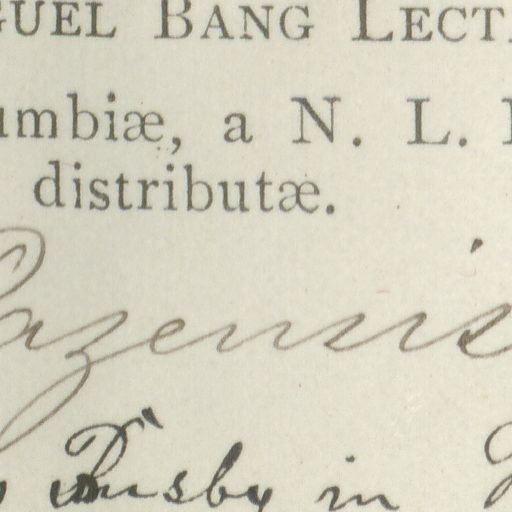 GUEL BANG LECT
umbiæ, a N. L.
distributæ.
Rusby in